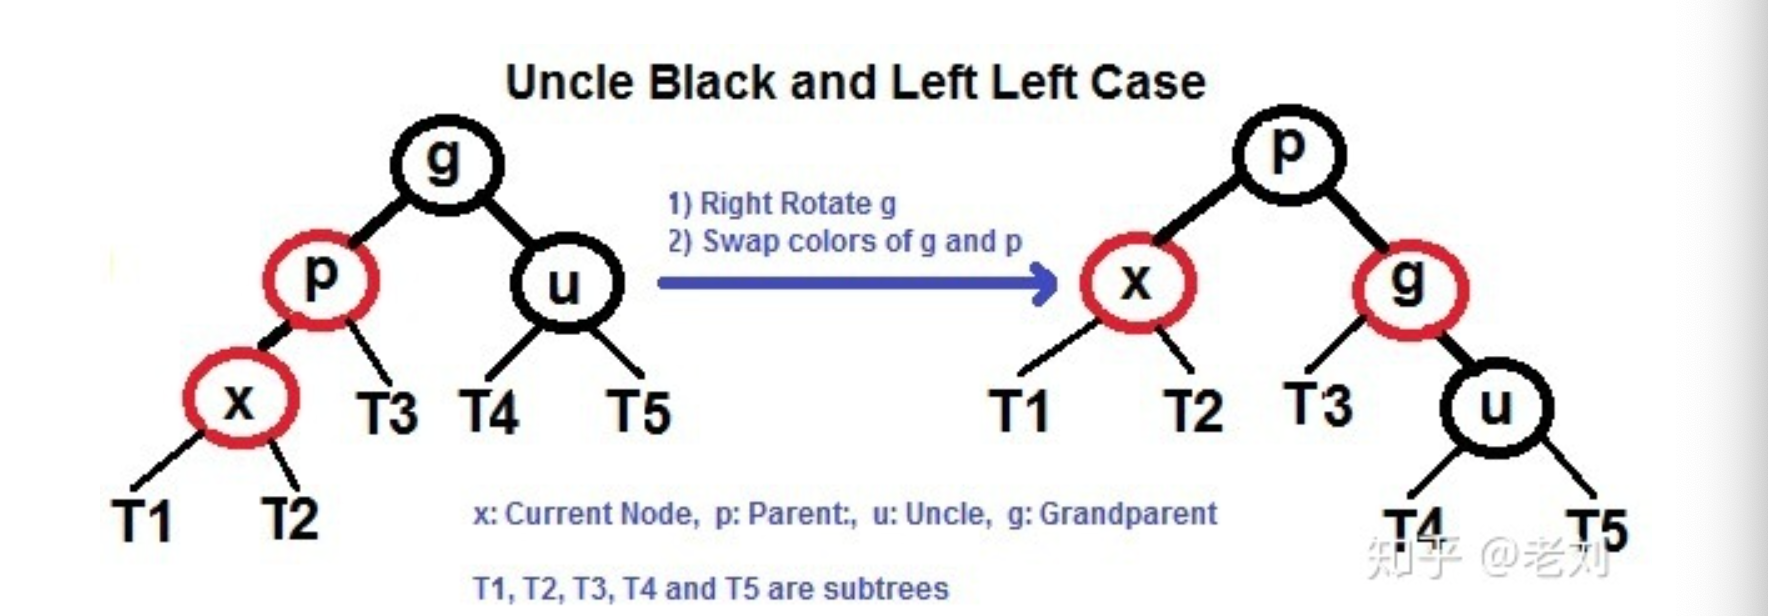 Uncle Black and Left Left Case
g
p
u
x
T3
T4
T5
T1
T2
1) Right Rotate g
2) Swap colors of g and p
p
x
g
T1
T2
T3
u
T4
T5
x: Current Node, p: Parent:, u: Uncle, g: Grandparent
T1, T2, T3, T4 and T5 are subtrees
知乎 @老刘